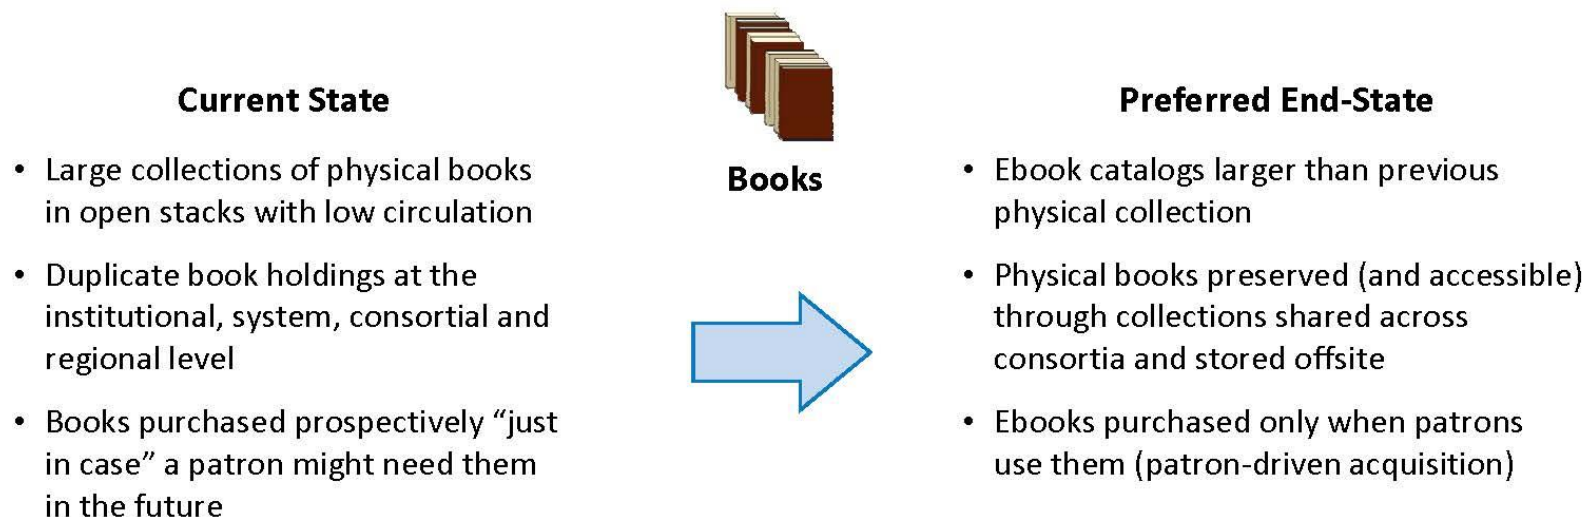 Current State
• Large collections of physical books
in open stacks with low circulation
• Duplicate book holdings at the
institutional, system, consortial and
regional level
• Books purchased prospectively “just
in case” a patron might need them
in the future
Books
Preferred End-State
• Ebook catalogs larger than previous
physical collection
• Physical books preserved (and accessible)
through collections shared across
consortia and stored offsite
• Ebooks purchased only when patrons
use them (patron-driven acquisition)